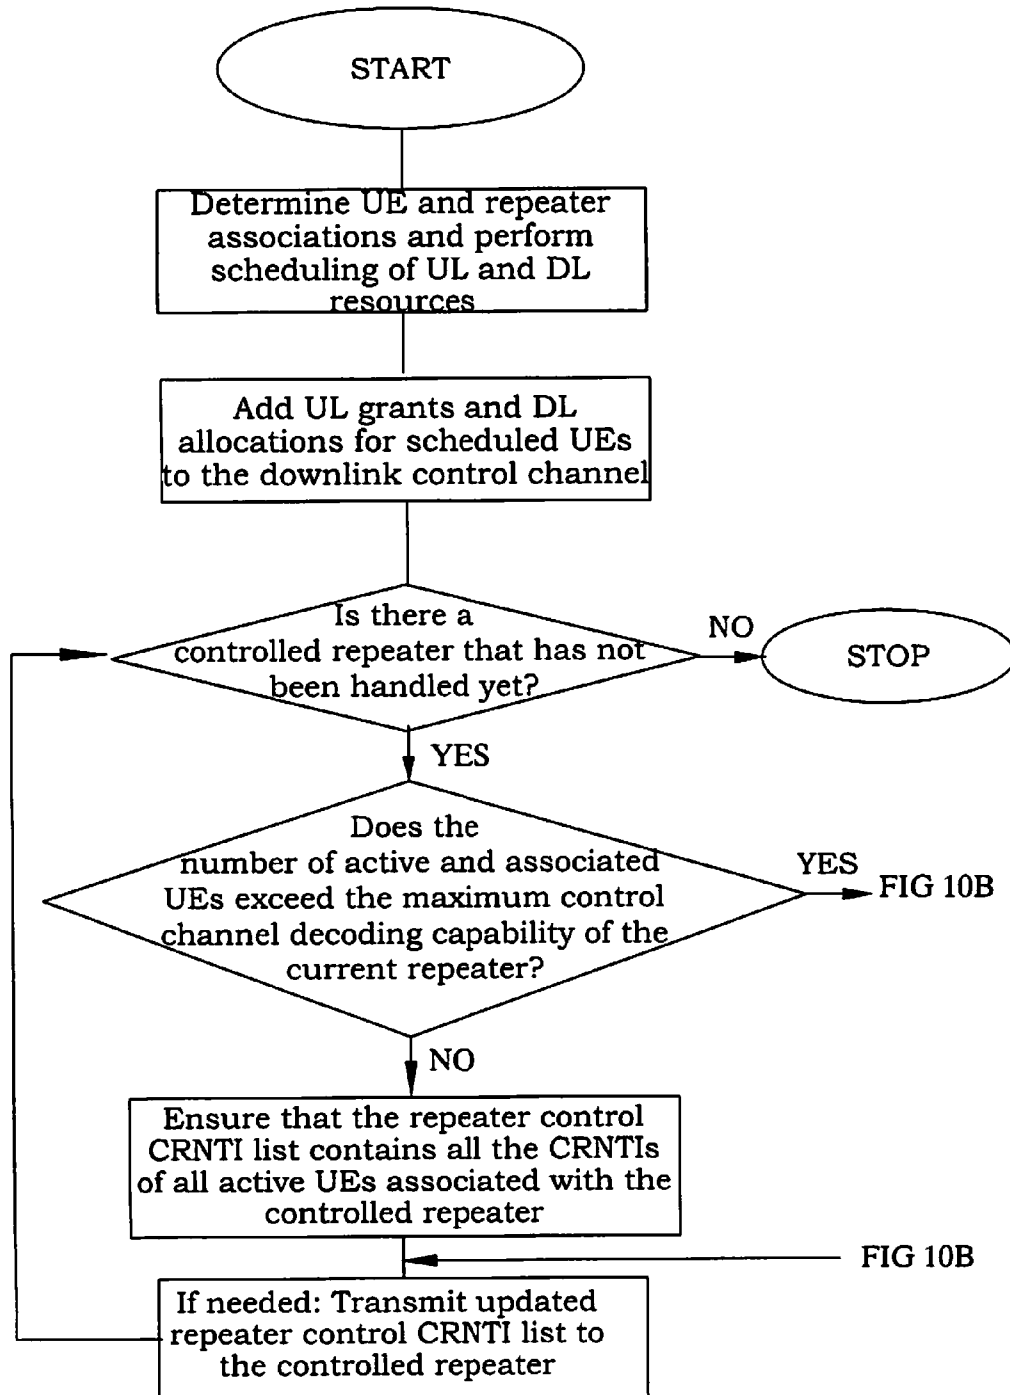 START
Determine UE and repeater
associations and perform
scheduling of UL and DL
resources
Add UL grants and DL
allocations for scheduled UEs
to the downlink control channel
Is there a
controlled repeater that has not
been handled yet?
NO
STOP
YES
Does the
number of active and associated
UEs exceed the maximum control
channel decoding capability of the
current repeater?
YES
FIG 10B
NO
Ensure that the repeater control
CRNTI list contains all the CRNTIs
of all active UEs associated with the
controlled repeater
FIG 10B
If needed: Transmit updated
repeater control CRNTI list to
the controlled repeater